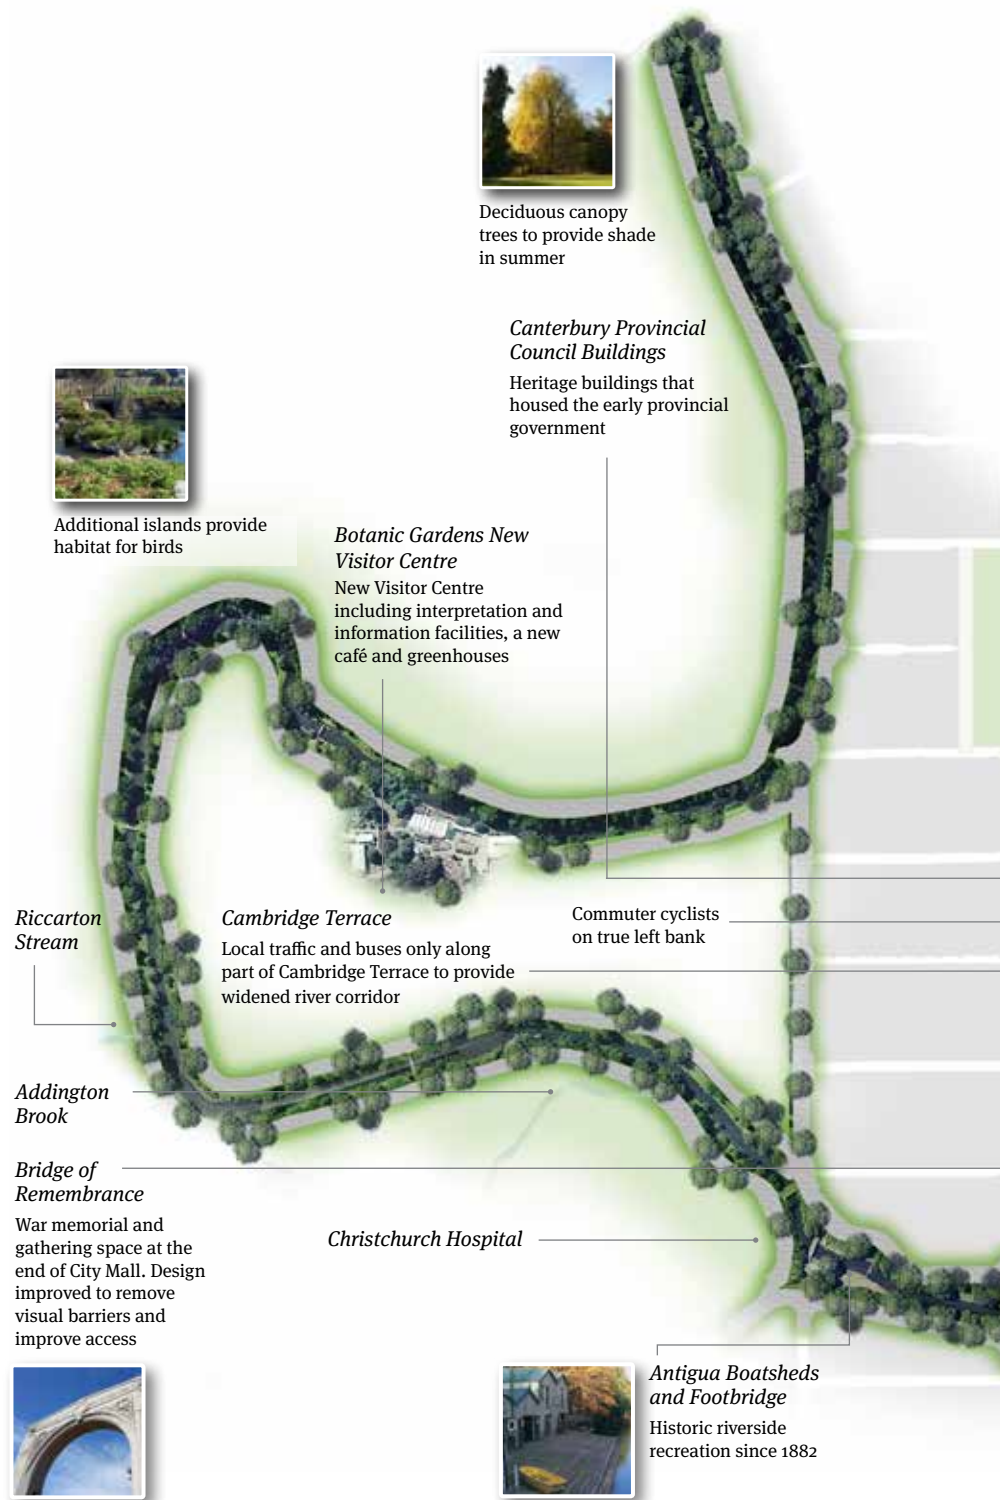 Deciduous canopy
trees to provide shade
in summer
Canterbury Provincial
Council Buildings
Heritage buildings that
housed the early provincial
government
Additional islands provide
habitat for birds
Botanic Gardens New
Visitor Centre
New Visitor Centre
including interpretation and
information facilities, a new
café and greenhouses
Riccarton
Stream
Cambridge Terrace
Local traffic and buses only along
part of Cambridge Terrace to provide
widened river corridor
Commuter cyclists
on true left bank
Addington
Brook
Bridge of
Remembrance
War memorial and
gathering space at the
end of City Mall. Design
improved to remove
visual barriers and
improve access
Christchurch Hospital
Antigua Boatsheds
and Footbridge
Historic riverside
recreation since 1882